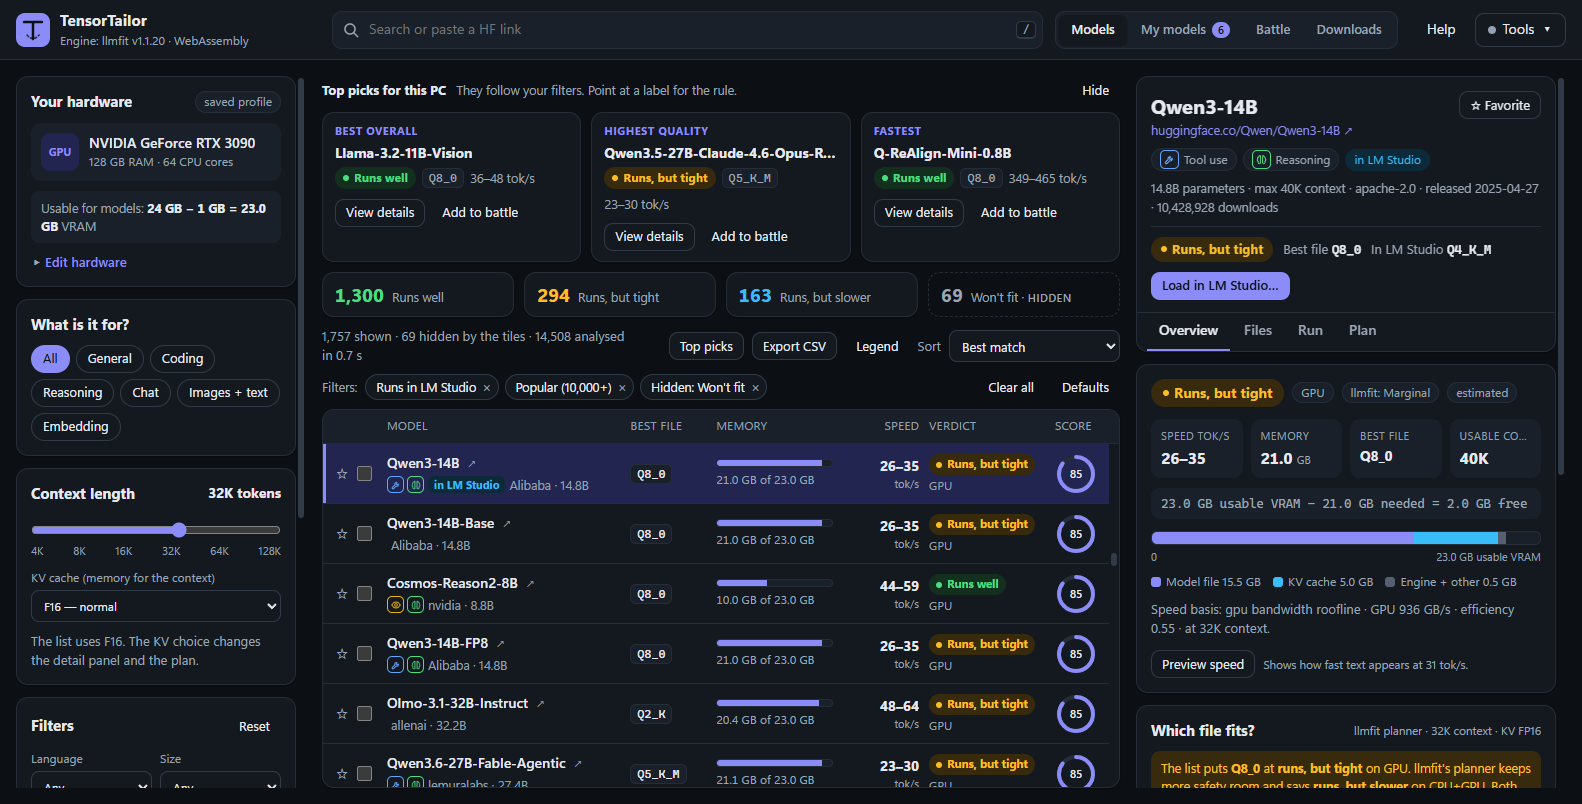 TensorTailor
Engine: llmfit v1.1.20 · WebAssembly
Search or paste a HF link
/
Models
My models 6
Battle
Downloads
Help
Tools ▼
Your hardware
saved profile
GPU
NVIDIA GeForce RTX 3090
128 GB RAM · 64 CPU cores
Usable for models: 24 GB − 1 GB = 23.0
GB VRAM
▸ Edit hardware
What is it for?
All
General
Coding
Reasoning
Chat
Images + text
Embedding
Context length
32K tokens
4K 8K 16K 32K 64K 128K
KV cache (memory for the context)
F16 — normal
The list uses F16. The KV choice changes
the detail panel and the plan.
Filters
Reset
Language
Size
Any
Any
Top picks for this PC They follow your filters. Point at a label for the rule.
Hide
BEST OVERALL
Llama-3.2-11B-Vision
Runs well Q8_0 36–48 tok/s
View details Add to battle
HIGHEST QUALITY
Qwen3.5-27B-Claude-4.6-Opus-R...
Runs, but tight Q5_K_M
23–30 tok/s
View details Add to battle
FASTEST
Q-ReAlign-Mini-0.8B
Runs well Q8_0 349–465 tok/s
View details Add to battle
1,300 Runs well
294 Runs, but tight
163 Runs, but slower
69 Won't fit · HIDDEN
1,757 shown · 69 hidden by the tiles · 14,508 analysed
in 0.7 s
Top picks
Export CSV
Legend
Sort
Best match
Filters:
Runs in LM Studio ×
Popular (10,000+) ×
Hidden: Won't fit ×
Clear all
Defaults
MODEL BEST FILE MEMORY SPEED VERDICT SCORE
☆ Qwen3-14B ↗
in LM Studio Alibaba · 14.8B
Q8_0
21.0 GB of 23.0 GB
26–35
tok/s
Runs, but tight
GPU
85
☆ Qwen3-14B-Base ↗
Alibaba · 14.8B
Q8_0
21.0 GB of 23.0 GB
26–35
tok/s
Runs, but tight
GPU
85
☆ Cosmos-Reason2-8B ↗
nvidia · 8.8B
Q8_0
10.0 GB of 23.0 GB
44–59
tok/s
Runs well
GPU
85
☆ Qwen3-14B-FP8 ↗
Alibaba · 14.8B
Q8_0
21.0 GB of 23.0 GB
26–35
tok/s
Runs, but tight
GPU
85
☆ Olmo-3.1-32B-Instruct ↗
allenai · 32.2B
Q2_K
20.4 GB of 23.0 GB
48–64
tok/s
Runs, but tight
GPU
85
☆ Qwen3.6-27B-Fable-Agentic ↗
lemuralabs · 27.4B
Q5_K_M
21.1 GB of 23.0 GB
23–30
tok/s
Runs, but tight
GPU
85
Qwen3-14B
☆ Favorite
huggingface.co/Qwen/Qwen3-14B ↗
Tool use
Reasoning
in LM Studio
14.8B parameters · max 40K context · apache-2.0 · released 2025-04-27
· 10,428,928 downloads
Runs, but tight Best file Q8_0 In LM Studio Q4_K_M
Load in LM Studio...
Overview
Files
Run
Plan
Runs, but tight
GPU
llmfit: Marginal
estimated
SPEED TOK/S
26–35
MEMORY
21.0 GB
BEST FILE
Q8_0
USABLE CO...
40K
23.0 GB usable VRAM − 21.0 GB needed = 2.0 GB free
0
23.0 GB usable VRAM
Model file 15.5 GB KV cache 5.0 GB Engine + other 0.5 GB
Speed basis: gpu bandwidth roofline · GPU 936 GB/s · efficiency
0.55 · at 32K context.
Preview speed
Shows how fast text appears at 31 tok/s.
Which file fits?
llmfit planner · 32K context · KV FP16
The list puts Q8_0 at runs, but tight on GPU. llmfit's planner keeps
more safety room and says runs, but slower on CPU+GPU. Both